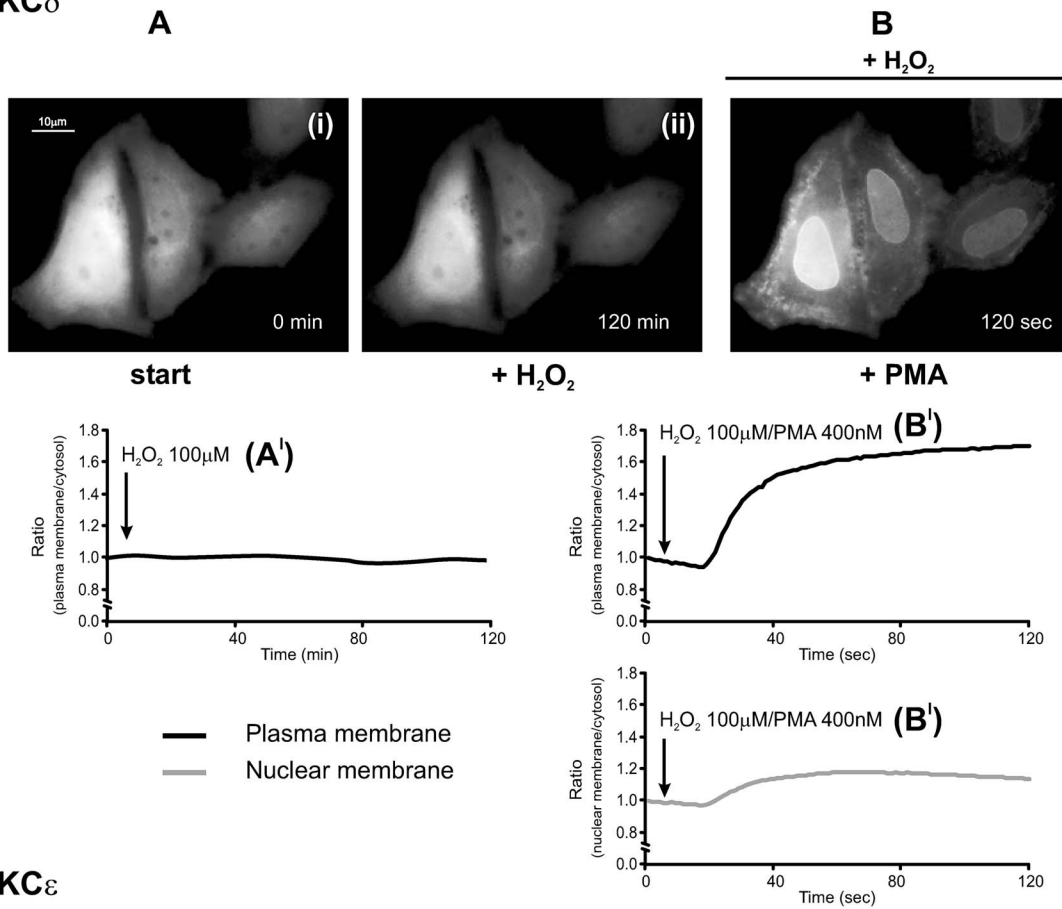 KCδ
A
B
+ H₂O₂
10μm
(i)
(ii)
0 min
120 min
120 sec
start
+ H₂O₂
+ PMA
Ratio
(plasma membrane/cytosol)
1.8
1.6
1.4
1.2
1.0
0.8
0.0
H₂O₂ 100μM (Aᴵ)
0 40 80 120
Time (min)
Ratio
(plasma membrane/cytosol)
1.8
1.6
1.4
1.2
1.0
0.8
0.0
H₂O₂ 100μM/PMA 400nM (Bᴵ)
0 40 80 120
Time (sec)
Plasma membrane
Nuclear membrane
Ratio
(nuclear membrane/cytosol)
1.8
1.6
1.4
1.2
1.0
0.8
0.0
H₂O₂ 100μM/PMA 400nM (Bᴵ)
0 40 80 120
Time (sec)
KCε